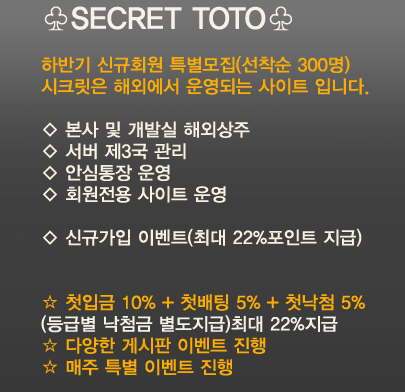 ♧SECRET TOTO♧
하반기 신규회원 특별모집(선착순 300명)
시크릿은 해외에서 운영되는 사이트 입니다.
◇ 본사 및 개발실 해외상주
◇ 서버 제3국 관리
◇ 안심통장 운영
◇ 회원전용 사이트 운영
◇ 신규가입 이벤트(최대 22%포인트 지급)
☆ 첫입금 10% + 첫배팅 5% + 첫낙첨 5%
(등급별 낙첨금 별도지급)최대 22%지급
☆ 다양한 게시판 이벤트 진행
☆ 매주 특별 이벤트 진행